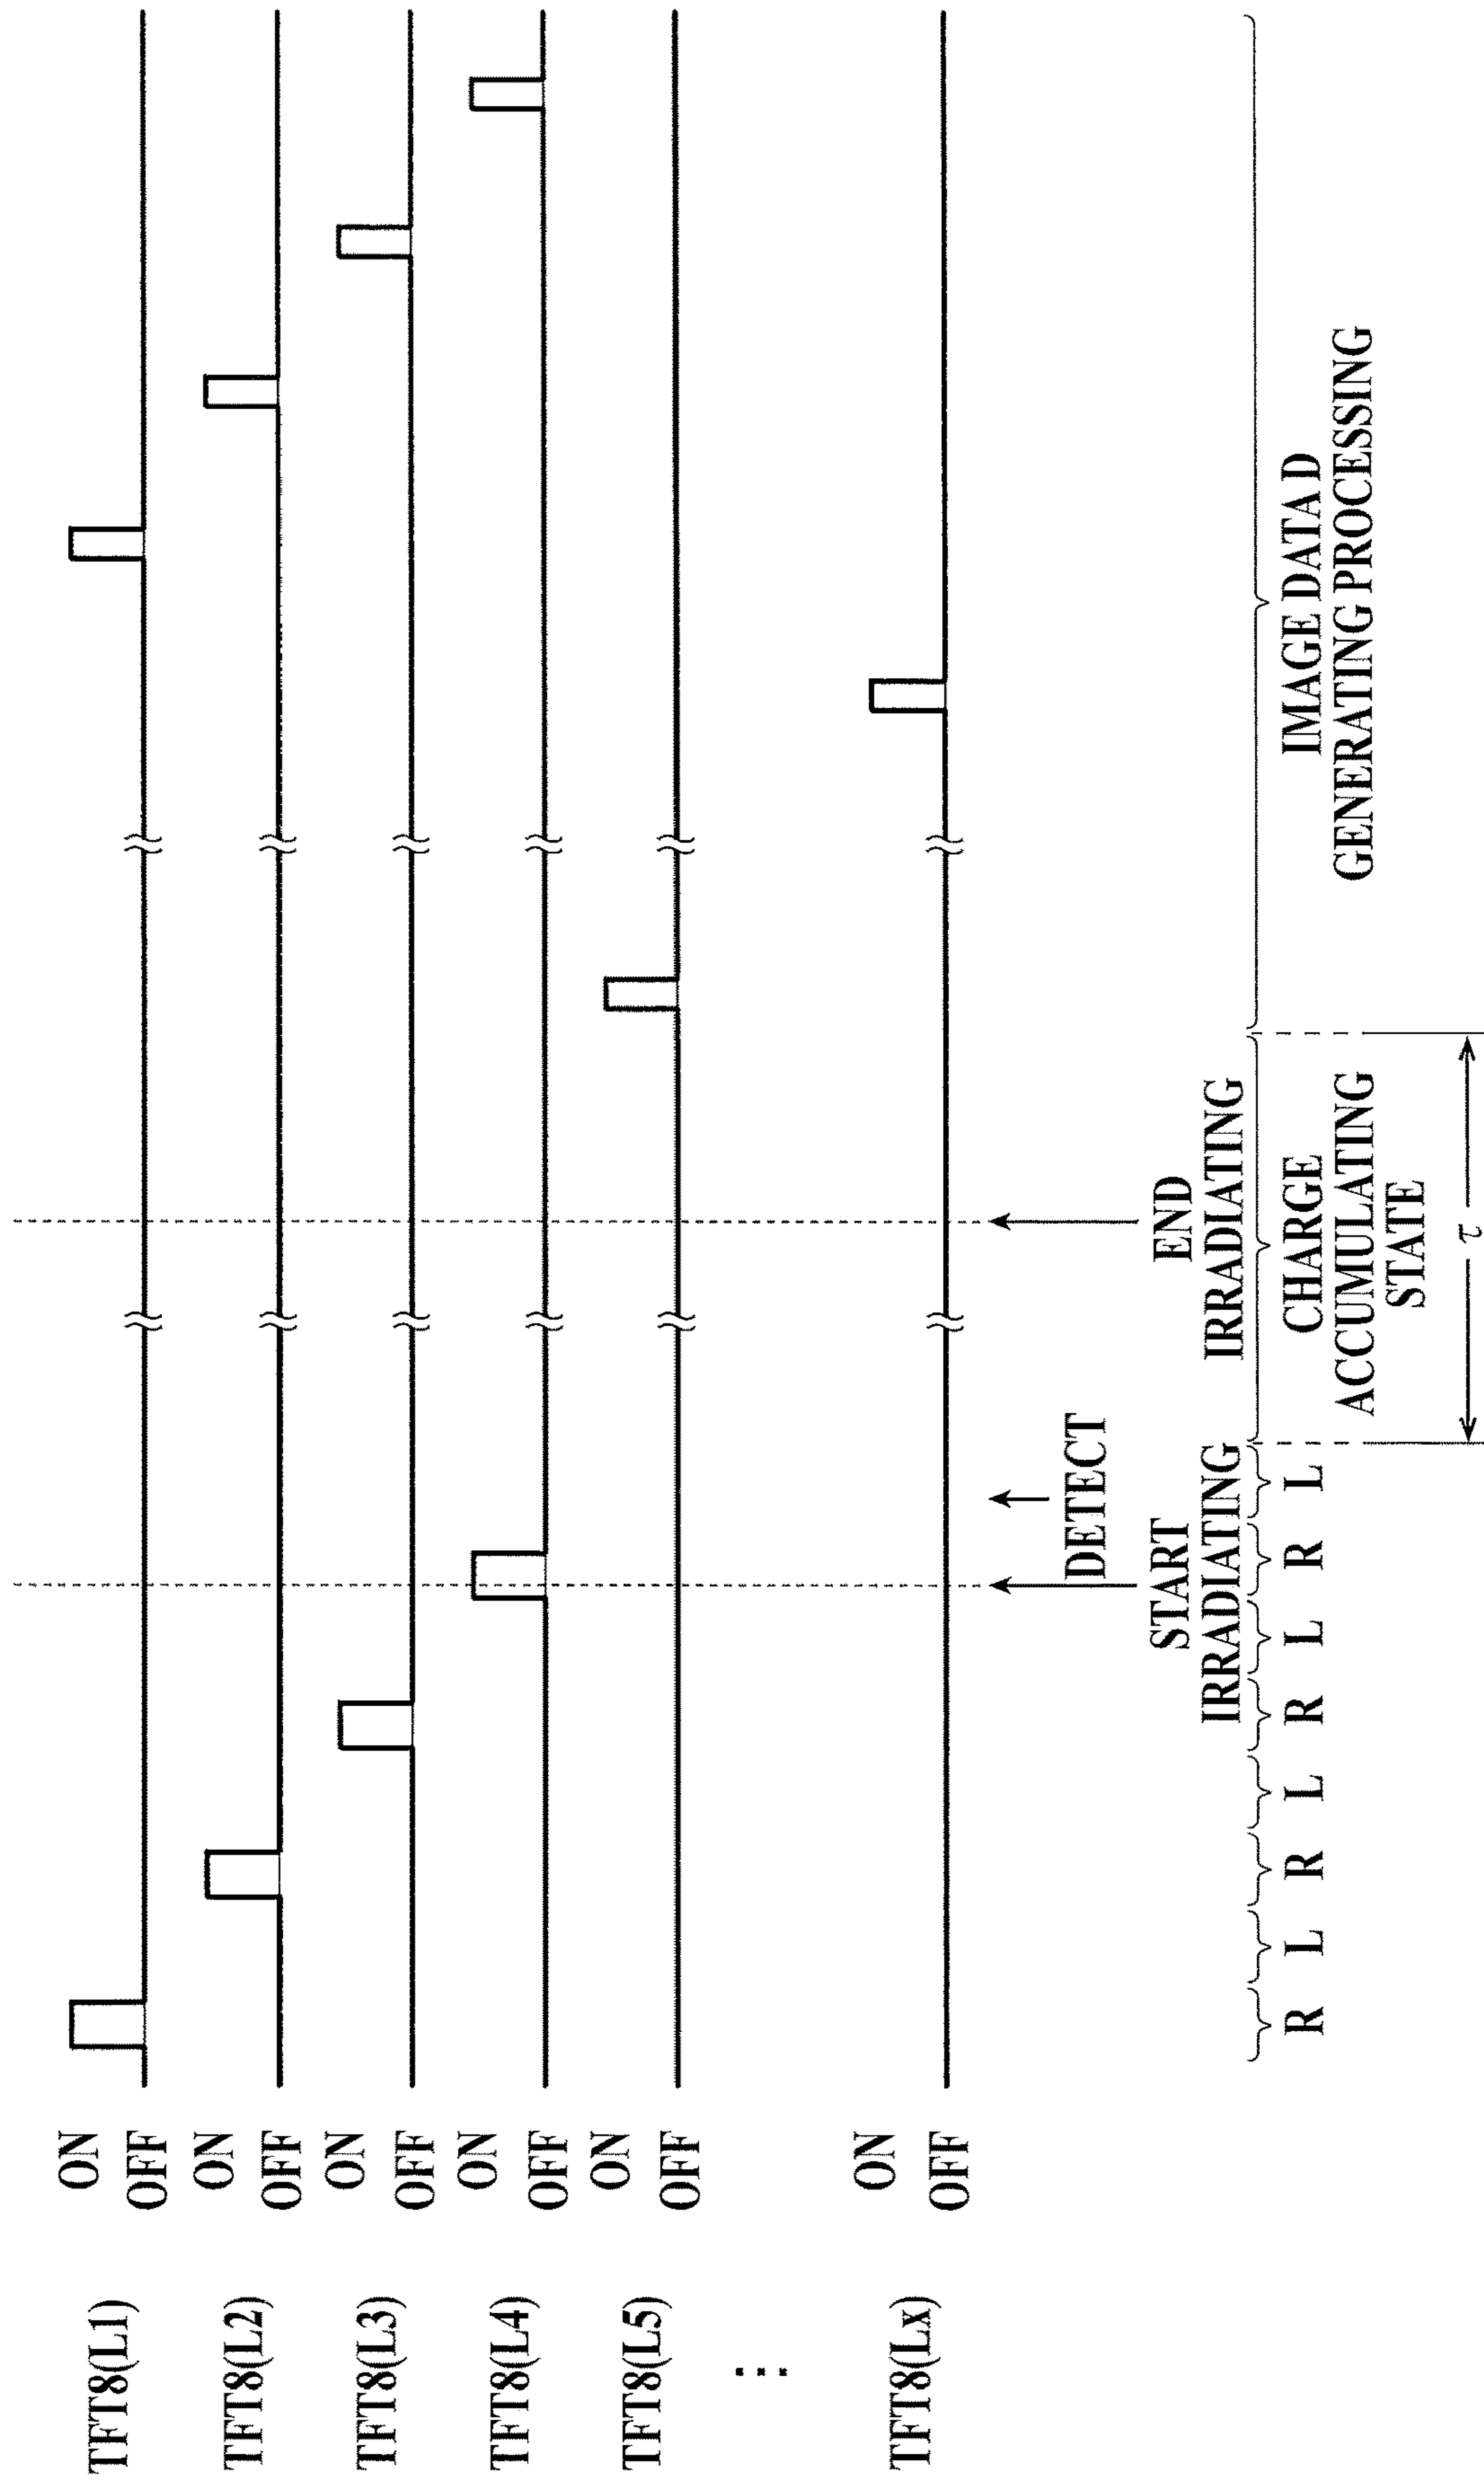 TFT8(L1)
ON
OFF
TFT8(L2)
ON
OFF
TFT8(L3)
ON
OFF
TFT8(L4)
ON
OFF
TFT8(L5)
ON
OFF
...
TFT8(Lx)
ON
OFF
DETECT
START
IRRADIATING
END
IRRADIATING
R L R L R L R L
CHARGE
ACCUMULATING
STATE
IMAGE DATA D
GENERATING PROCESSING
τ